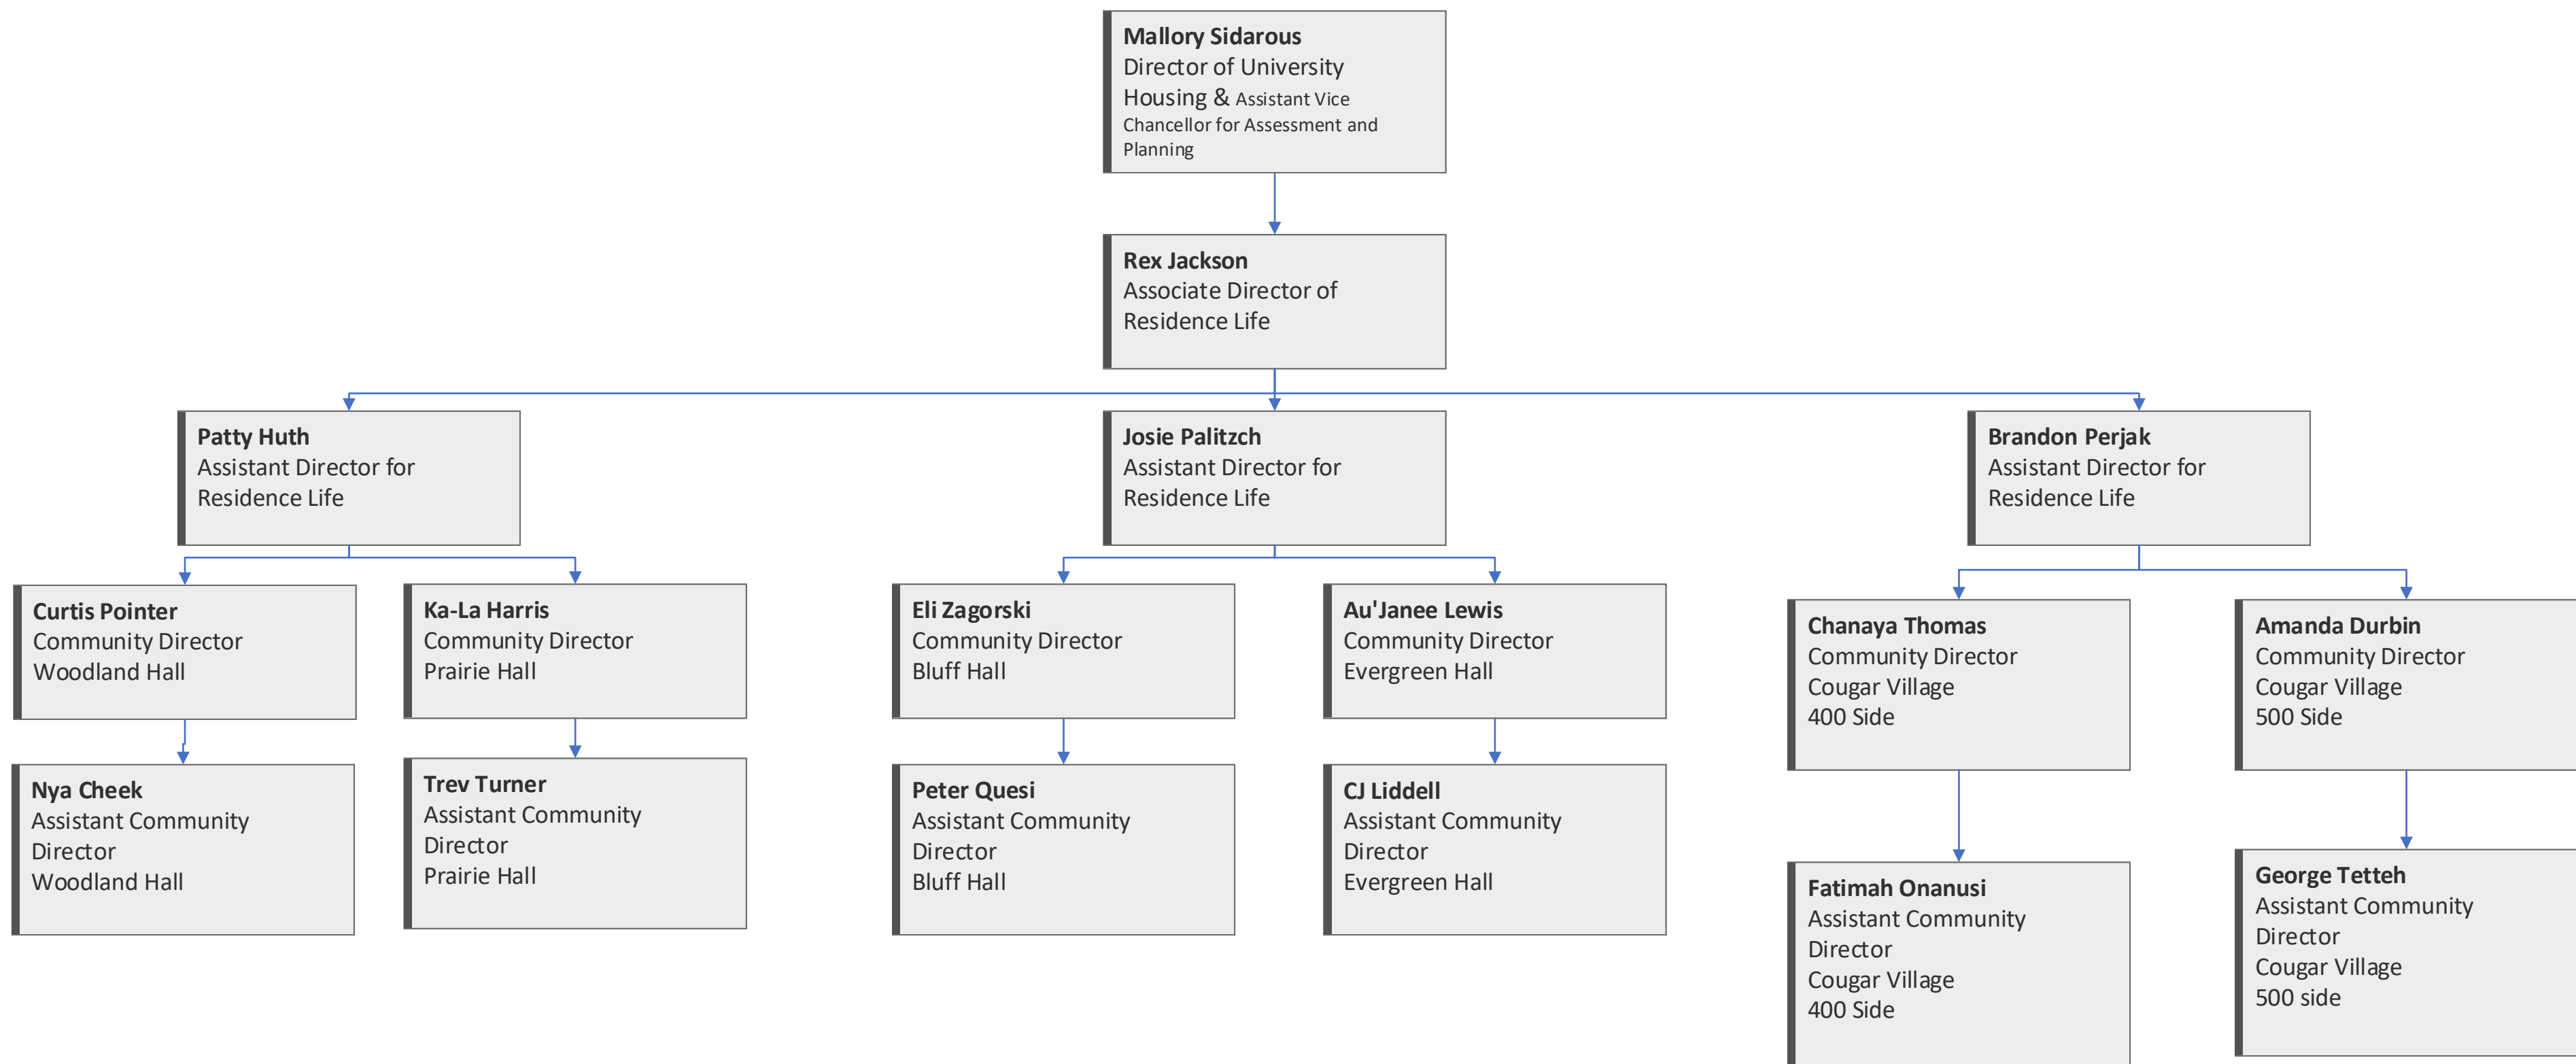 Mallory Sidarous
Director of University
Housing & Assistant Vice
Chancellor for Assessment and
Planning
Rex Jackson
Associate Director of
Residence Life
Patty Huth
Assistant Director for
Residence Life
Josie Palitzch
Assistant Director for
Residence Life
Brandon Perjak
Assistant Director for
Residence Life
Curtis Pointer
Community Director
Woodland Hall
Ka-La Harris
Community Director
Prairie Hall
Eli Zagorski
Community Director
Bluff Hall
Au'Janee Lewis
Community Director
Evergreen Hall
Chanaya Thomas
Community Director
Cougar Village
400 Side
Amanda Durbin
Community Director
Cougar Village
500 Side
Nya Cheek
Assistant Community
Director
Woodland Hall
Trev Turner
Assistant Community
Director
Prairie Hall
Peter Quesi
Assistant Community
Director
Bluff Hall
CJ Liddell
Assistant Community
Director
Evergreen Hall
Fatimah Onanusi
Assistant Community
Director
Cougar Village
400 Side
George Tetteh
Assistant Community
Director
Cougar Village
500 side